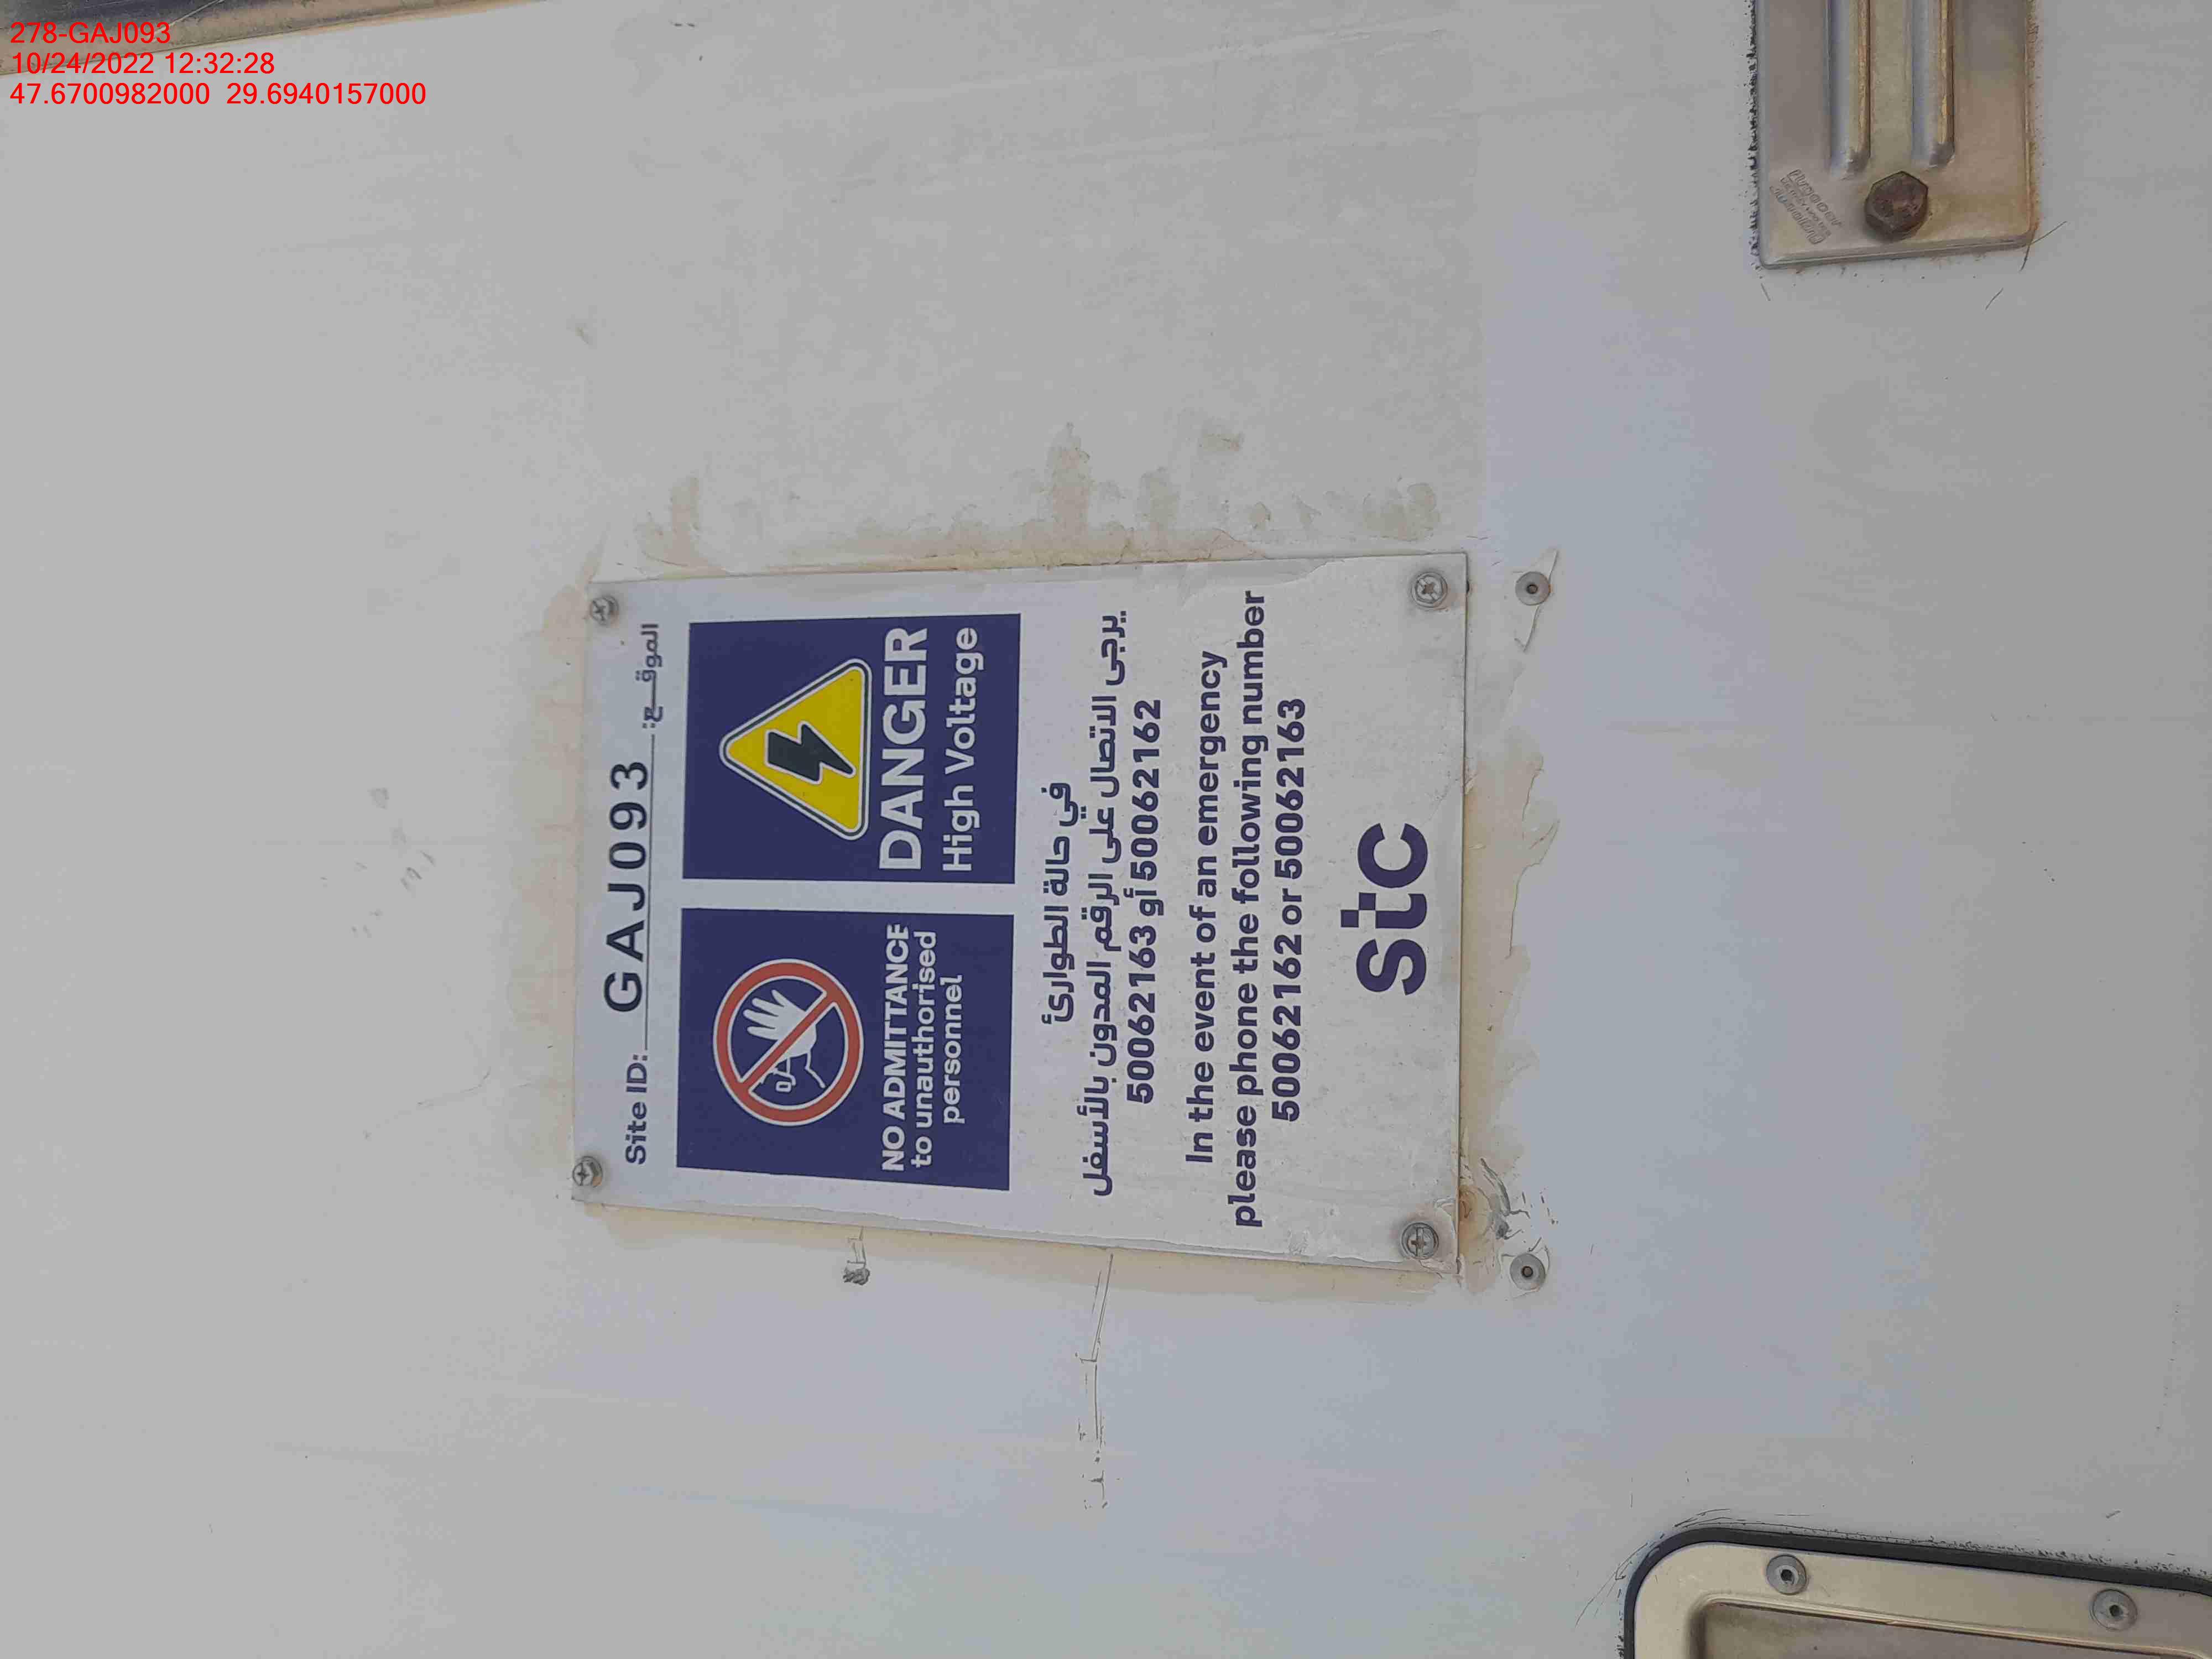 278-GAJ093
10/24/2022 12:32:28
47.6700982000 29.6940157000
Site ID: GAJ093 الموقـــع:
NO ADMITTANCE
to unauthorised
personnel
DANGER
High Voltage
في حالة الطوارئ
يرجى الاتصال على الرقم المدون بالأسفل
50062163 أو 50062162
In the event of an emergency
please phone the following number
50062162 or 50062163
stc